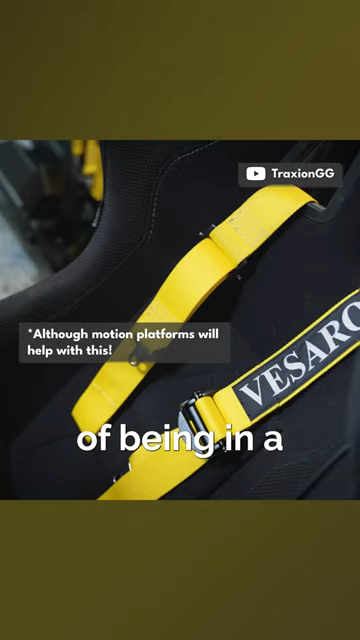 TraxionGG
*Although motion platforms will
help with this!
VESARO
of being in a